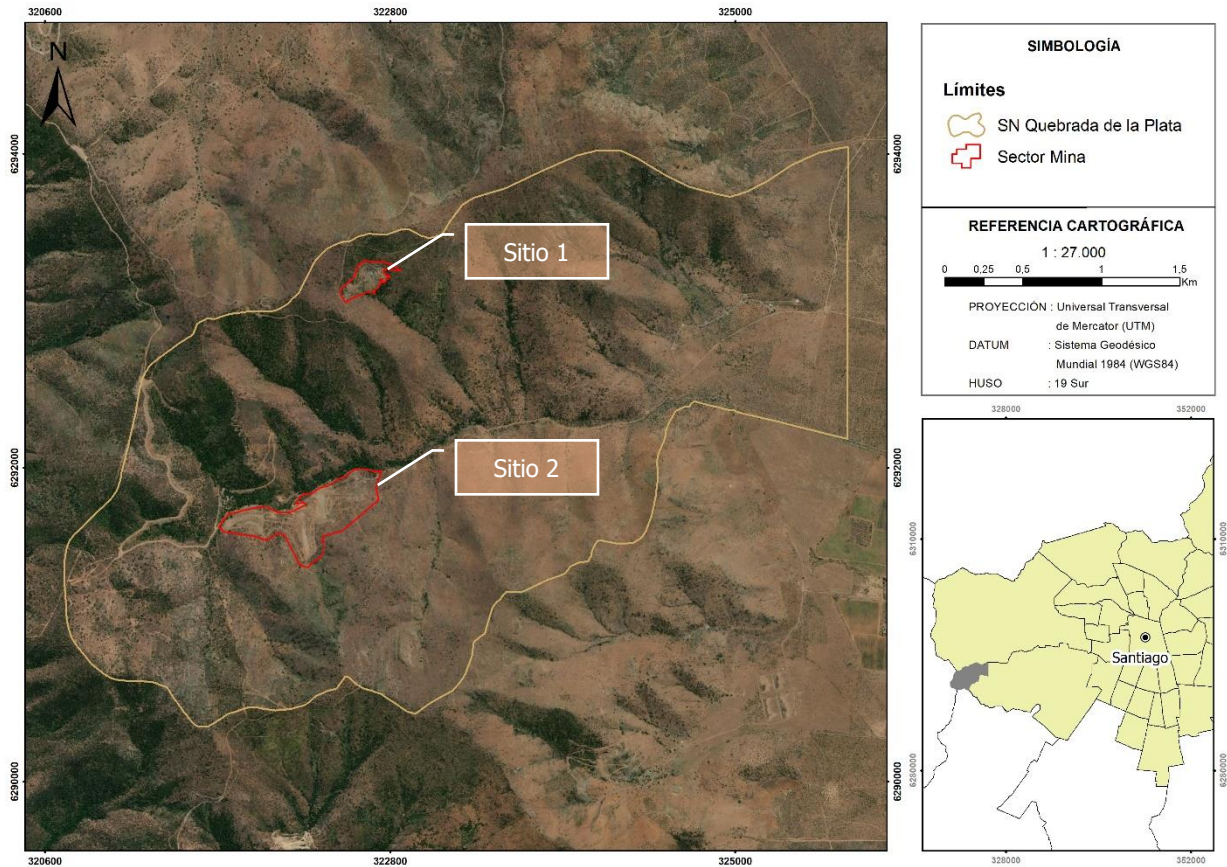 320600
322800
325000
N
6294000
6294000
Sitio 1
6292000
6292000
Sitio 2
6290000
6290000
320600
322800
325000
SIMBOLOGÍA
Límites
SN Quebrada de la Plata
Sector Mina
REFERENCIA CARTOGRÁFICA
1 : 27.000
0 0,25 0,5 1 1,5
Km
PROYECCIÓN : Universal Transversal
de Mercator (UTM)
DATUM : Sistema Geodésico
Mundial 1984 (WGS84)
HUSO : 19 Sur
328000
352000
6310000
6310000
Santiago
6280000
6280000
328000
352000